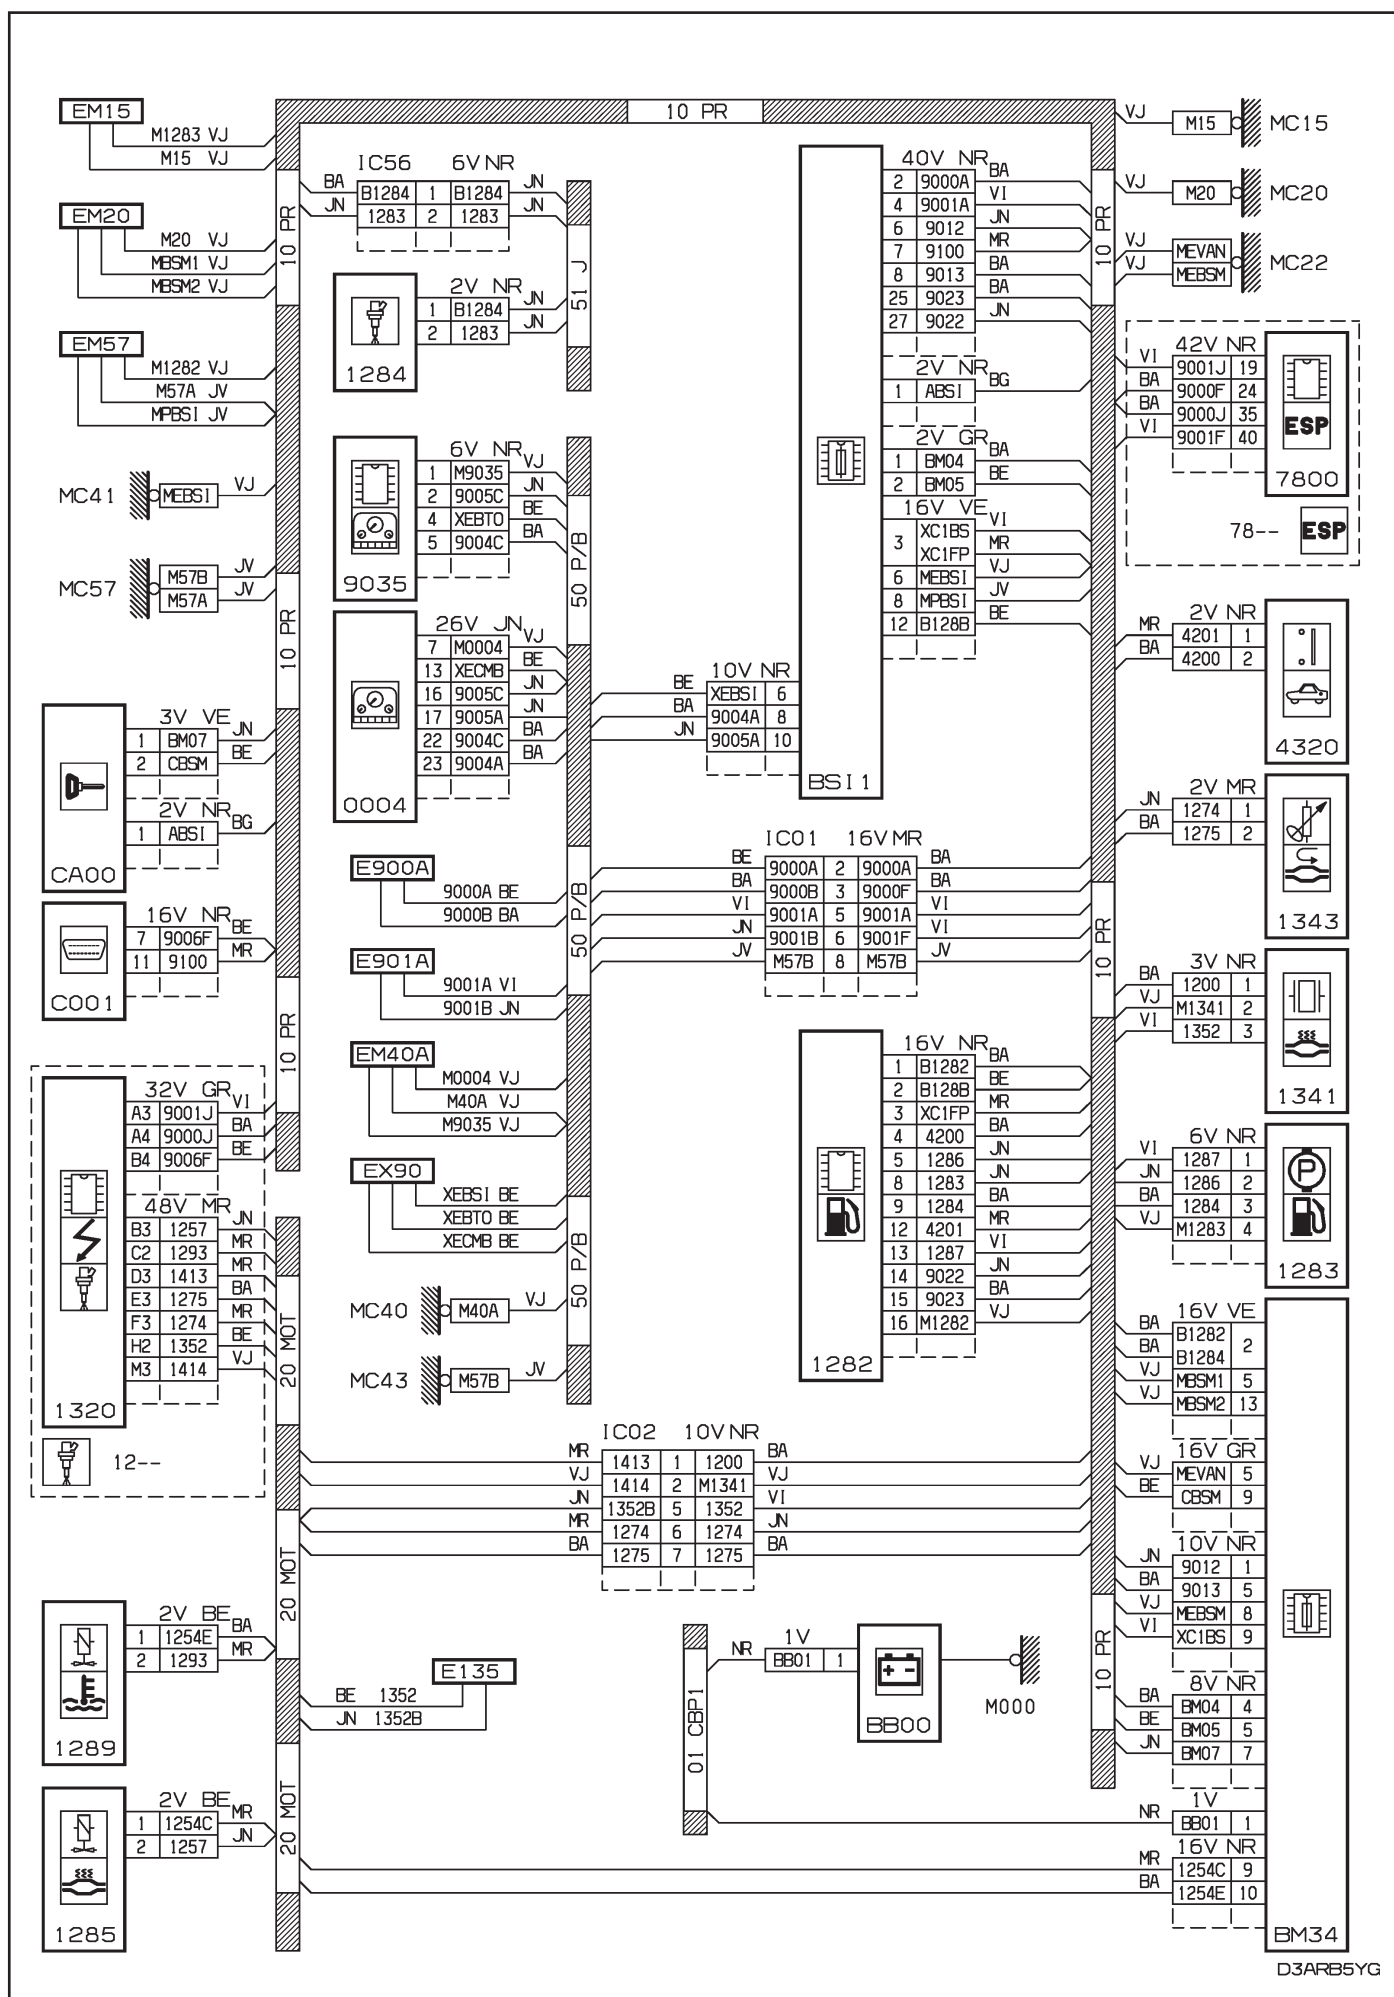 10 PR
EM15
M1283 VJ
M15 VJ
EM20
M20 VJ
MBSM1 VJ
MBSM2 VJ
10 PR
EM57
M1282 VJ
M57A JV
MPBSI JV
MC41 MEBSI VJ
MC57 M57B JV
M57A JV
10 PR
3V VE
1 BM07 JN
2 CBSM BE
2V NR
1 ABSI BG
CA00
16V NR
7 9006F BE
11 9100 MR
C001
10 PR
32V GR
A3 9001J VI
A4 9000J BA
B4 9006F BE
48V MR
B3 1257 JN
C2 1293 MR
D3 1413 MR
E3 1275 BA
F3 1274 MR
H2 1352 BE
M3 1414 VJ
1320
12--
20 MOT
20 MOT
2V BE
1 1254E BA
2 1293 MR
1289
2V BE
1 1254C MR
2 1257 JN
1285
20 MOT
IC56 6V NR
BA B1284 1 B1284 JN
JN 1283 2 1283 JN
51 J
2V NR
1 B1284 JN
2 1283 JN
1284
6V NR
1 M9035 VJ
2 9005C JN
4 XEBTO BE
5 9004C BA
9035
50 P/B
26V JN
7 M0004 VJ
13 XECMB BE
16 9005C JN
17 9005A JN
22 9004C BA
23 9004A BA
0004
E900A
9000A BE
9000B BA
50 P/B
E901A
9001A VI
9001B JN
EM40A
M0004 VJ
M40A VJ
M9035 VJ
EX90
XEBSI BE
XEBTO BE
XECMB BE
50 P/B
MC40 M40A VJ
MC43 M57B JV
40V NR
2 9000A BA
4 9001A VI
6 9012 JN
7 9100 MR
8 9013 BA
25 9023 BA
27 9022 JN
2V NR
1 ABSI BG
2V GR
1 BM04 BA
2 BM05 BE
16V VE
3 XC1BS VI
XC1FP MR
6 MEBSI VJ
8 MPBSI JV
12 B128B BE
10V NR
BE XEBSI 6
BA 9004A 8
JN 9005A 10
BSI1
IC01 16V MR
BE 9000A 2 9000A BA
BA 9000B 3 9000F BA
VI 9001A 5 9001A VI
JN 9001B 6 9001F VI
JV M57B 8 M57B JV
16V NR
1 B1282 BA
2 B128B BE
3 XC1FP MR
4 4200 BA
5 1286 JN
8 1283 JN
9 1284 BA
12 4201 MR
13 1287 VI
14 9022 JN
15 9023 BA
16 M1282 VJ
1282
IC02 10V NR
MR 1413 1 1200 BA
VJ 1414 2 M1341 VJ
JN 1352B 5 1352 VI
MR 1274 6 1274 JN
BA 1275 7 1275 BA
E135
BE 1352
JN 1352B
01 CBP1
1V
NR BB01 1
BB00
M000
VJ M15 MC15
VJ M20 MC20
10 PR
VJ MEVAN
VJ MEBSM
MC22
42V NR
VI 9001J 19
BA 9000F 24
BA 9000J 35
VI 9001F 40
ESP
7800
78-- ESP
2V NR
MR 4201 1
BA 4200 2
4320
2V MR
JN 1274 1
BA 1275 2
1343
10 PR
3V NR
BA 1200 1
VJ M1341 2
VI 1352 3
1341
6V NR
VI 1287 1
JN 1286 2
BA 1284 3
VJ M1283 4
P
1283
16V VE
BA B1282 2
BA B1284
VJ MBSM1 5
VJ MBSM2 13
16V GR
VJ MEVAN 5
BE CBSM 9
10V NR
JN 9012 1
BA 9013 5
VJ MEBSM 8
VI XC1BS 9
10 PR
8V NR
BA BM04 4
BE BM05 5
JN BM07 7
1V
NR BB01 1
16V NR
MR 1254C 9
BA 1254E 10
BM34
D3ARB5YG